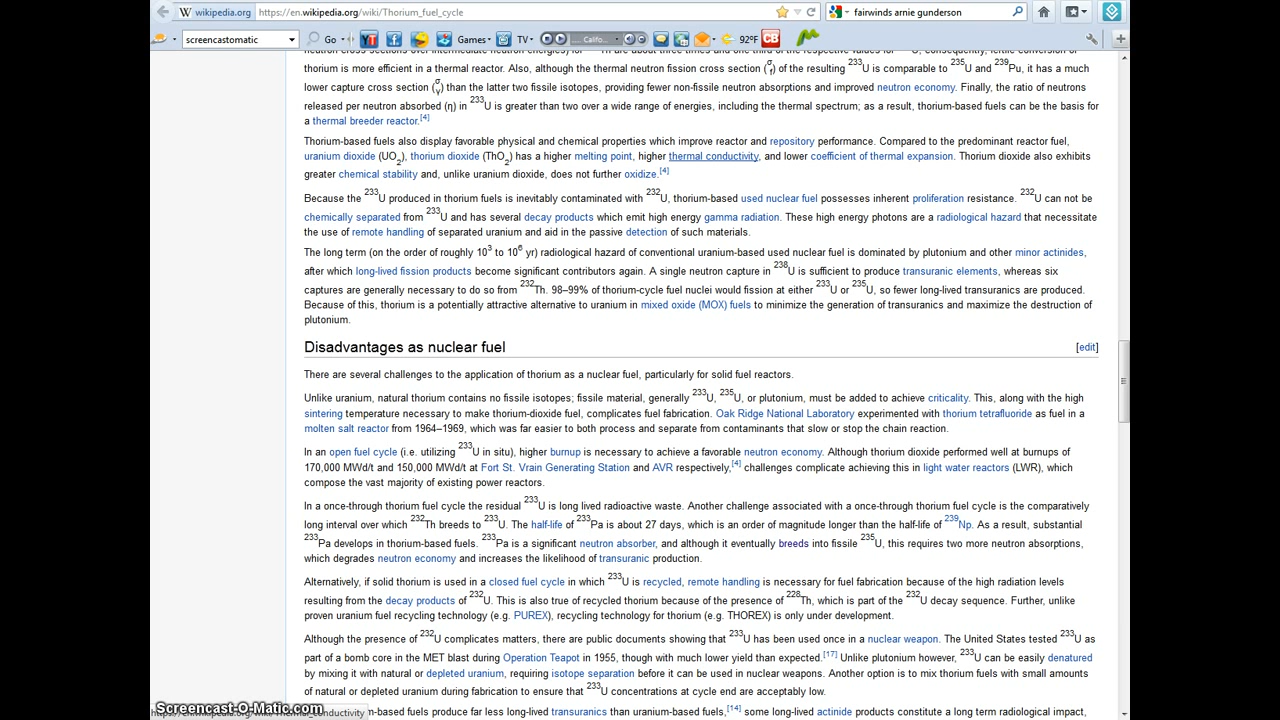 wikipedia.org https://en.wikipedia.org/wiki/Thorium_fuel_cycle fairwinds arnie gunderson
screencastomatic Go YT Games TV Califo... 92°F CB
thorium is more efficient in a thermal reactor. Also, although the thermal neutron fission cross section (σf) of the resulting 233U is comparable to 235U and 239Pu, it has a much
lower capture cross section (σγ) than the latter two fissile isotopes, providing fewer non-fissile neutron absorptions and improved neutron economy. Finally, the ratio of neutrons
released per neutron absorbed (η) in 233U is greater than two over a wide range of energies, including the thermal spectrum; as a result, thorium-based fuels can be the basis for
a thermal breeder reactor.[4]
Thorium-based fuels also display favorable physical and chemical properties which improve reactor and repository performance. Compared to the predominant reactor fuel,
uranium dioxide (UO2), thorium dioxide (ThO2) has a higher melting point, higher thermal conductivity, and lower coefficient of thermal expansion. Thorium dioxide also exhibits
greater chemical stability and, unlike uranium dioxide, does not further oxidize.[4]
Because the 233U produced in thorium fuels is inevitably contaminated with 232U, thorium-based used nuclear fuel possesses inherent proliferation resistance. 232U can not be
chemically separated from 233U and has several decay products which emit high energy gamma radiation. These high energy photons are a radiological hazard that necessitate
the use of remote handling of separated uranium and aid in the passive detection of such materials.
The long term (on the order of roughly 10³ to 10⁶ yr) radiological hazard of conventional uranium-based used nuclear fuel is dominated by plutonium and other minor actinides,
after which long-lived fission products become significant contributors again. A single neutron capture in 238U is sufficient to produce transuranic elements, whereas six
captures are generally necessary to do so from 232Th. 98–99% of thorium-cycle fuel nuclei would fission at either 233U or 235U, so fewer long-lived transuranics are produced.
Because of this, thorium is a potentially attractive alternative to uranium in mixed oxide (MOX) fuels to minimize the generation of transuranics and maximize the destruction of
plutonium.
Disadvantages as nuclear fuel [edit]
There are several challenges to the application of thorium as a nuclear fuel, particularly for solid fuel reactors.
Unlike uranium, natural thorium contains no fissile isotopes; fissile material, generally 233U, 235U, or plutonium, must be added to achieve criticality. This, along with the high
sintering temperature necessary to make thorium-dioxide fuel, complicates fuel fabrication. Oak Ridge National Laboratory experimented with thorium tetrafluoride as fuel in a
molten salt reactor from 1964–1969, which was far easier to both process and separate from contaminants that slow or stop the chain reaction.
In an open fuel cycle (i.e. utilizing 233U in situ), higher burnup is necessary to achieve a favorable neutron economy. Although thorium dioxide performed well at burnups of
170,000 MWd/t and 150,000 MWd/t at Fort St. Vrain Generating Station and AVR respectively,[4] challenges complicate achieving this in light water reactors (LWR), which
compose the vast majority of existing power reactors.
In a once-through thorium fuel cycle the residual 233U is long lived radioactive waste. Another challenge associated with a once-through thorium fuel cycle is the comparatively
long interval over which 232Th breeds to 233U. The half-life of 233Pa is about 27 days, which is an order of magnitude longer than the half-life of 239Np. As a result, substantial
233Pa develops in thorium-based fuels. 233Pa is a significant neutron absorber, and although it eventually breeds into fissile 235U, this requires two more neutron absorptions,
which degrades neutron economy and increases the likelihood of transuranic production.
Alternatively, if solid thorium is used in a closed fuel cycle in which 233U is recycled, remote handling is necessary for fuel fabrication because of the high radiation levels
resulting from the decay products of 232U. This is also true of recycled thorium because of the presence of 228Th, which is part of the 232U decay sequence. Further, unlike
proven uranium fuel recycling technology (e.g. PUREX), recycling technology for thorium (e.g. THOREX) is only under development.
Although the presence of 232U complicates matters, there are public documents showing that 233U has been used once in a nuclear weapon. The United States tested 233U as
part of a bomb core in the MET blast during Operation Teapot in 1955, though with much lower yield than expected.[17] Unlike plutonium however, 233U can be easily denatured
by mixing it with natural or depleted uranium, requiring isotope separation before it can be used in nuclear weapons. Another option is to mix thorium fuels with small amounts
of natural or depleted uranium during fabrication to ensure that 233U concentrations at cycle end are acceptably low.
-based fuels produce far less long-lived transuranics than uranium-based fuels,[14] some long-lived actinide products constitute a long term radiological impact,
Screencast-O-Matic.com